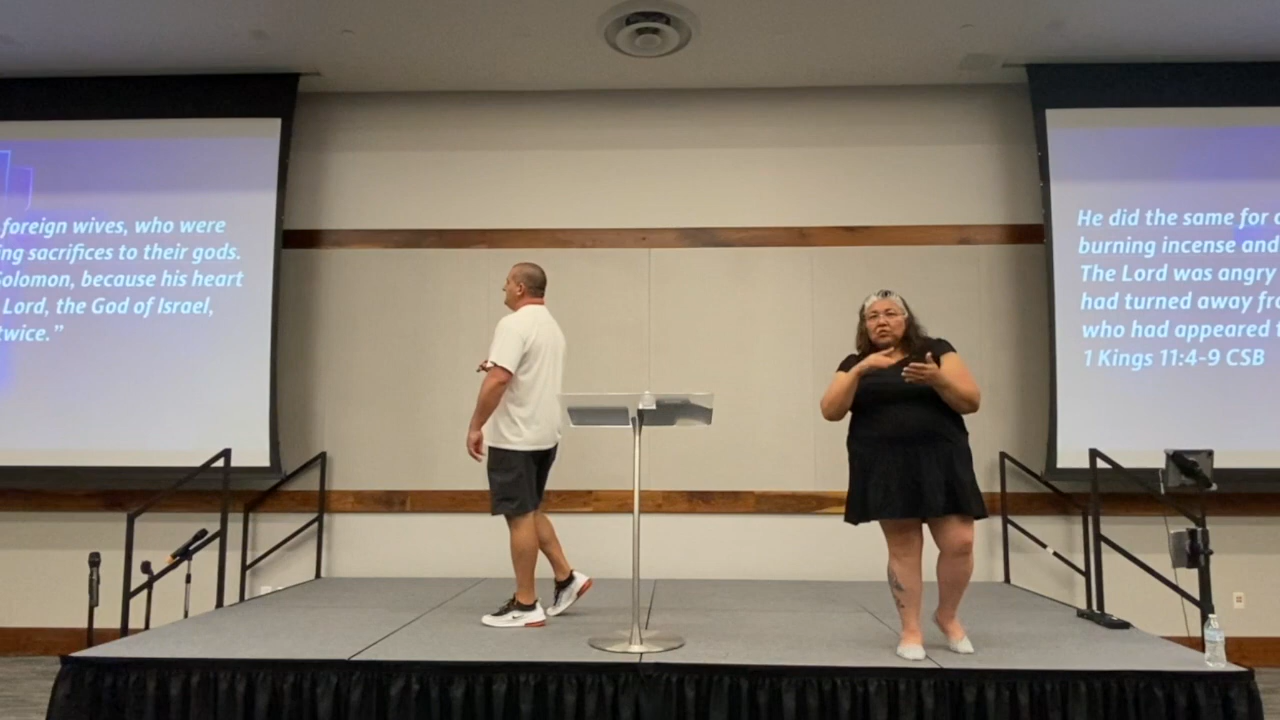 foreign wives, who were
ing sacrifices to their gods.
Solomon, because his heart
Lord, the God of Israel,
twice.”
He did the same for
burning incense and
The Lord was angry
had turned away fro
who had appeared
1 Kings 11:4-9 CSB